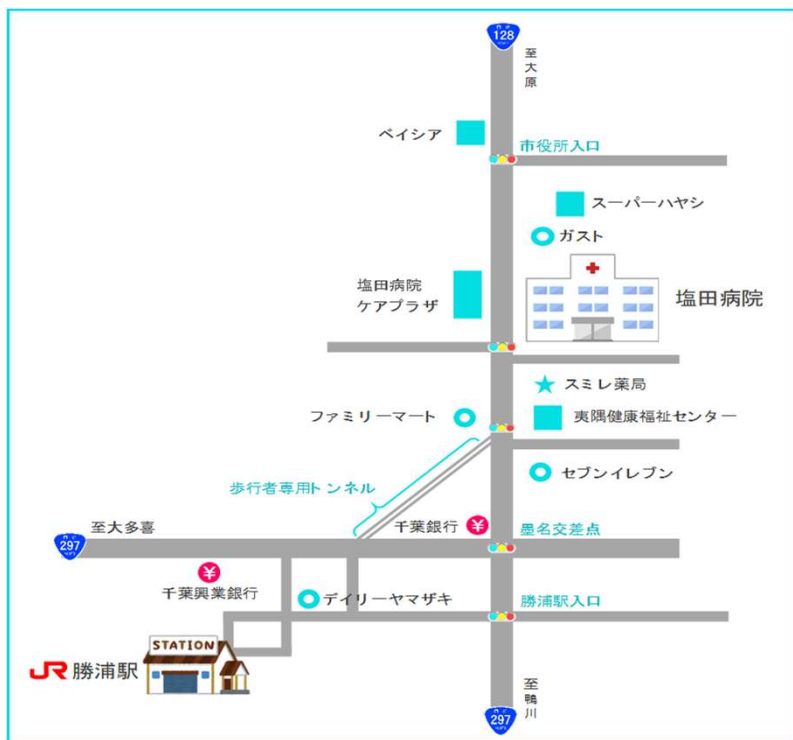 128
至大原
ベイシア
市役所入口
スーパーハヤシ
ガスト
塩田病院
ケアプラザ
塩田病院
スミレ薬局
ファミリーマート
夷隅健康福祉センター
歩行者専用トンネル
セブンイレブン
至大多喜
千葉銀行
¥
墨名交差点
297
¥
千葉興業銀行
デイリーヤマザキ
勝浦駅入口
STATION
JR 勝浦駅
至鴨川
297